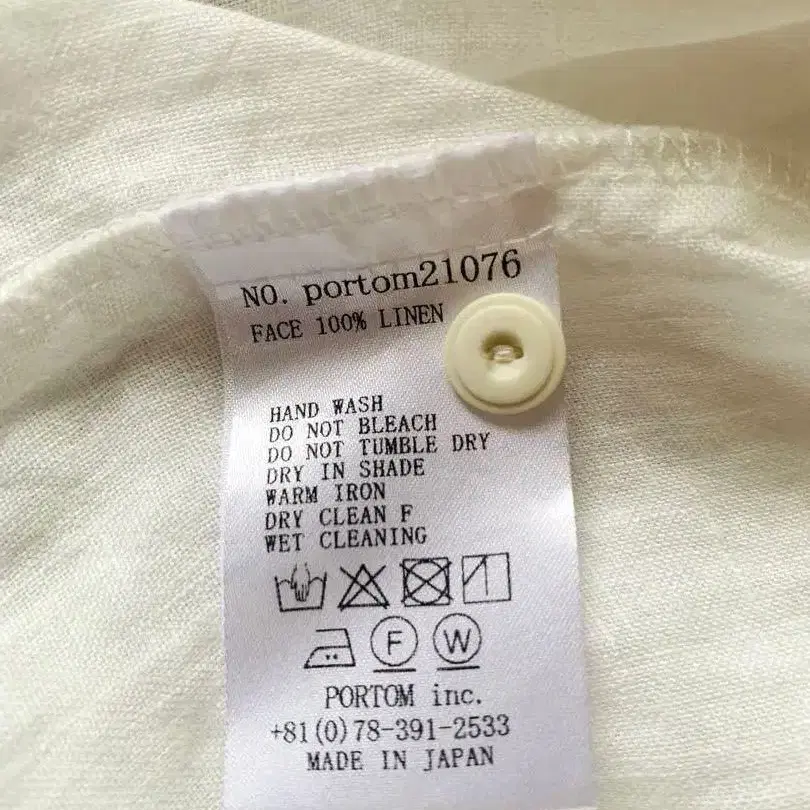 NO. portom21076
FACE 100% LINEN
HAND WASH
DO NOT BLEACH
DO NOT TUMBLE DRY
DRY IN SHADE
WARM IRON
DRY CLEAN F
WET CLEANING
F W
PORTOM inc.
+81(0)78-391-2533
MADE IN JAPAN